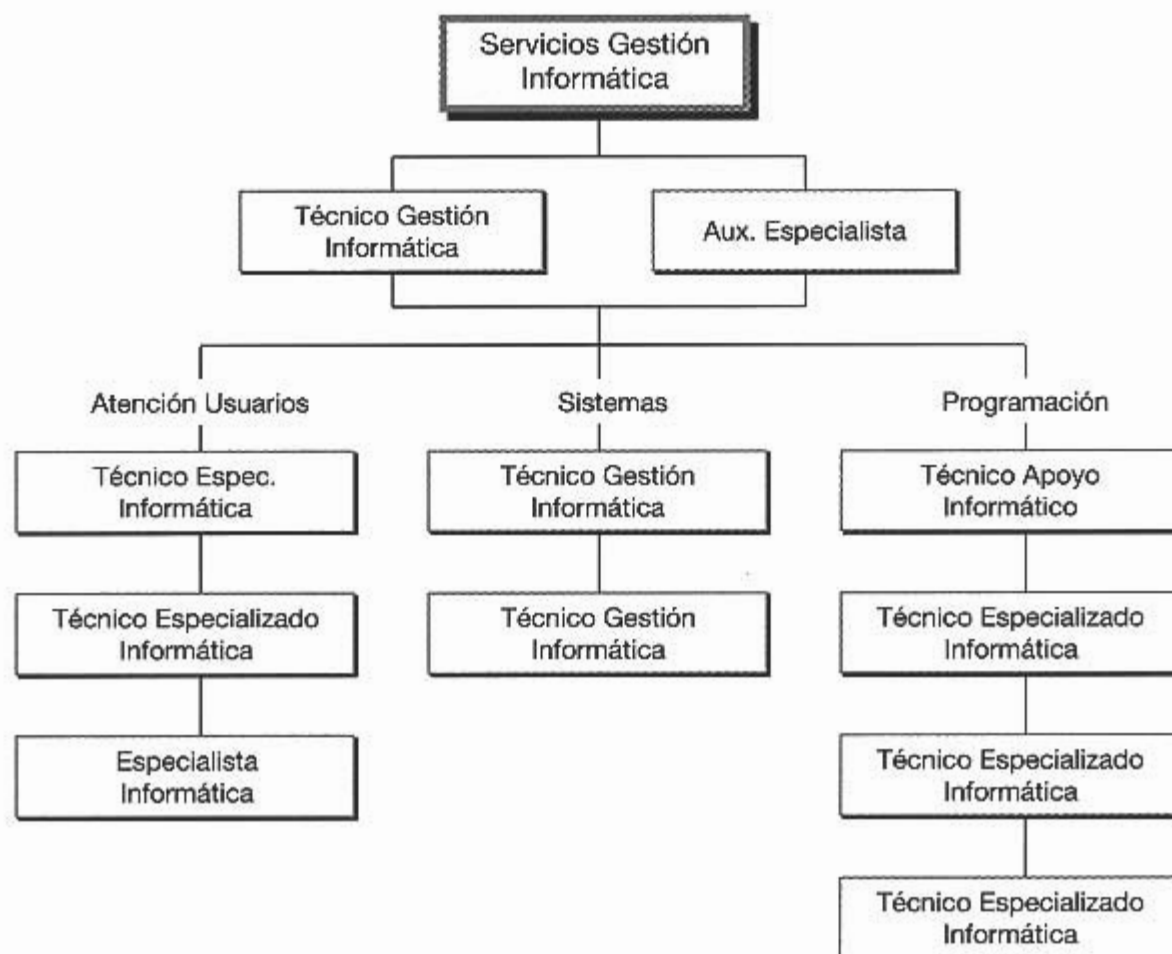 Servicios Gestión
Informática
Técnico Gestión
Informática
Aux. Especialista
Atención Usuarios
Sistemas
Programación
Técnico Espec.
Informática
Técnico Gestión
Informática
Técnico Apoyo
Informático
Técnico Especializado
Informática
Técnico Gestión
Informática
Técnico Especializado
Informática
Especialista
Informática
Técnico Especializado
Informática
Técnico Especializado
Informática